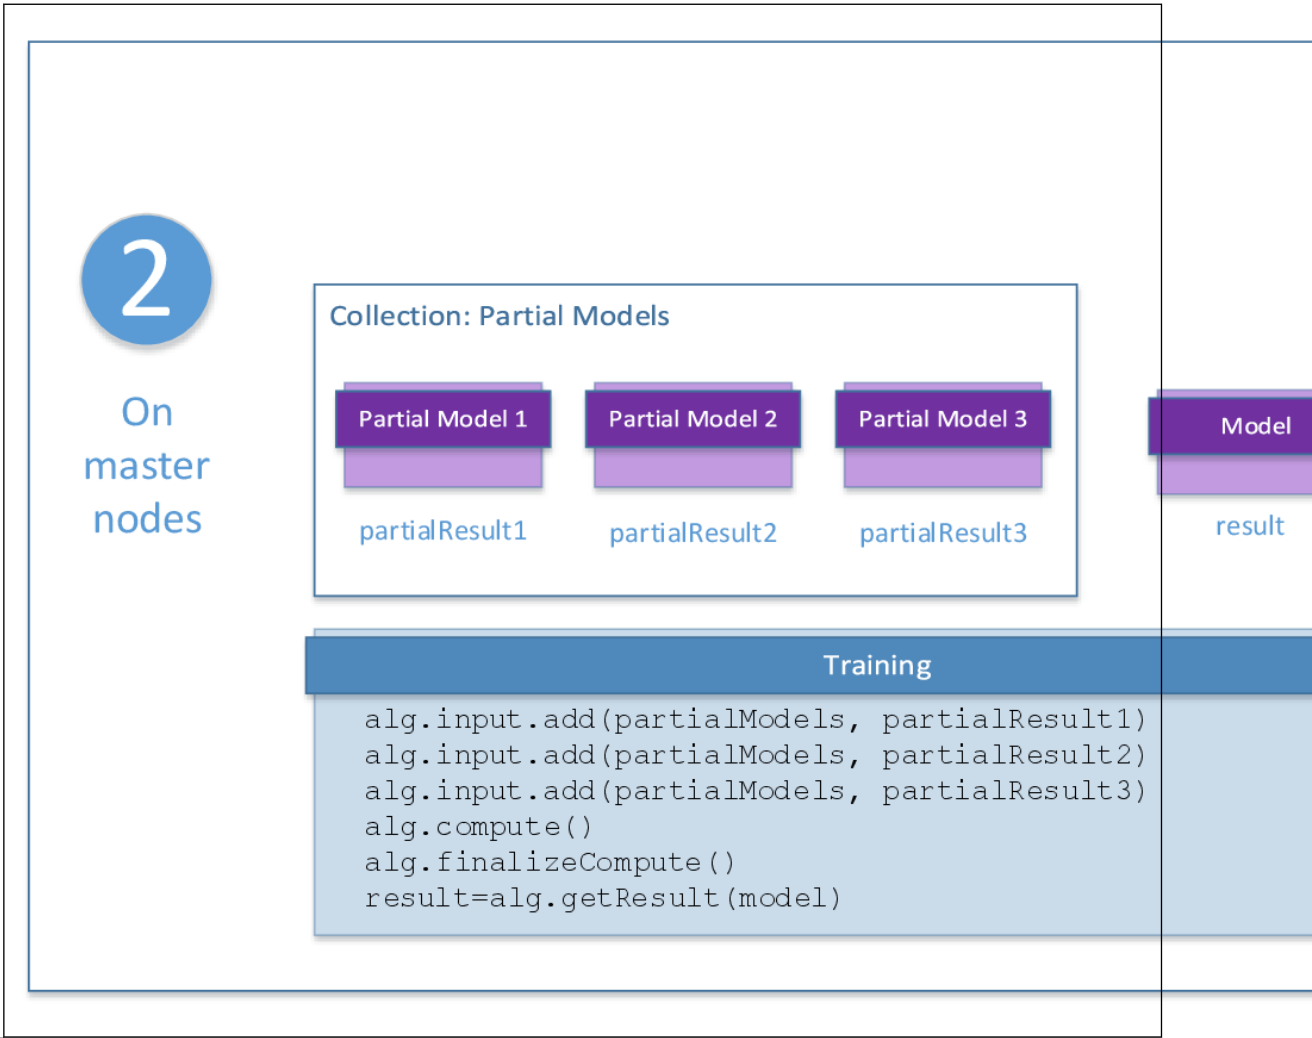 2
On
master
nodes
Collection: Partial Models
Partial Model 1
Partial Model 2
Partial Model 3
partialResult1
partialResult2
partialResult3
Model
result
Training
alg.input.add(partialModels, partialResult1)
alg.input.add(partialModels, partialResult2)
alg.input.add(partialModels, partialResult3)
alg.compute()
alg.finalizeCompute()
result=alg.getResult(model)